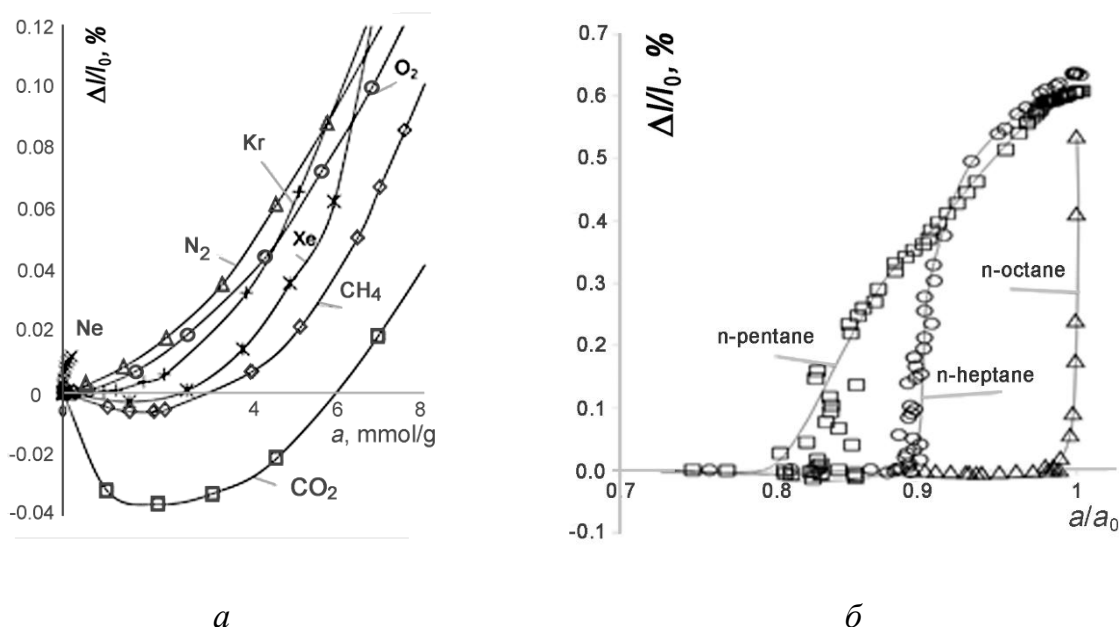 0.12
Δl/l0, %
0.10
O2
0.08
Kr
0.06
N2
Xe
0.04
CH4
0.02
Ne
0
0
4
6
8
a, mmol/g
-0.02
CO2
-0.04
а
0.7
Δl/l0, %
0.6
0.5
0.4
n-octane
0.3
n-pentane
0.2
n-heptane
0.1
0.0
0.7
0.8
0.9
1
a/a0
-0.1
б